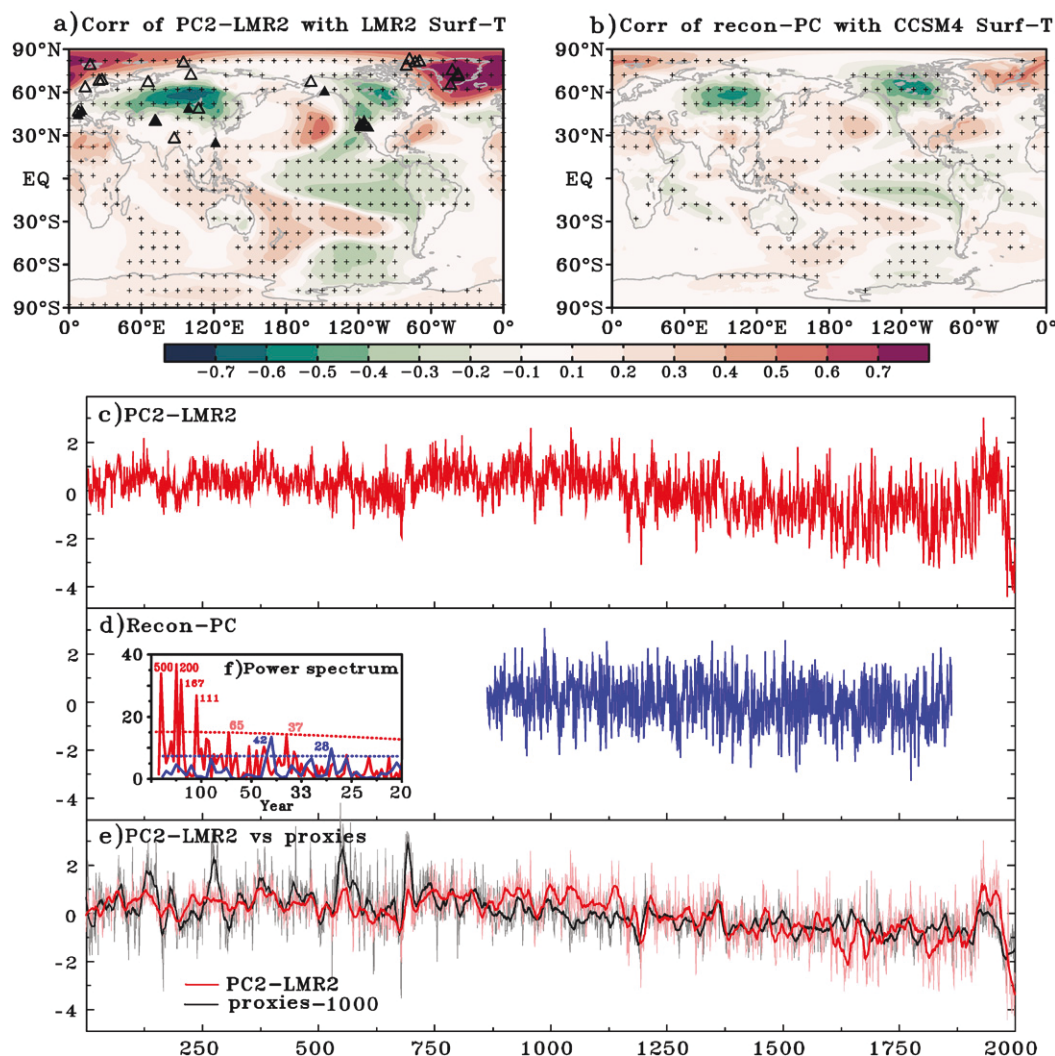 a)Corr of PC2-LMR2 with LMR2 Surf-T
b)Corr of recon-PC with CCSM4 Surf-T
90°N
60°N
30°N
EQ
30°S
60°S
90°S
0° 60°E 120°E 180° 120°W 60°W 0°
90°N
60°N
30°N
EQ
30°S
60°S
90°S
0° 60°E 120°E 180° 120°W 60°W 0°
-0.7 -0.6 -0.5 -0.4 -0.3 -0.2 -0.1 0.1 0.2 0.3 0.4 0.5 0.6 0.7
c)PC2-LMR2
2
0
-2
-4
d)Recon-PC
2
0
-2
-4
f)Power spectrum
40
20
0
500 200
167
111
65
37
42
28
100 50 33 25 20
Year
e)PC2-LMR2 vs proxies
2
0
-2
-4
PC2-LMR2
proxies-1000
250 500 750 1000 1250 1500 1750 2000